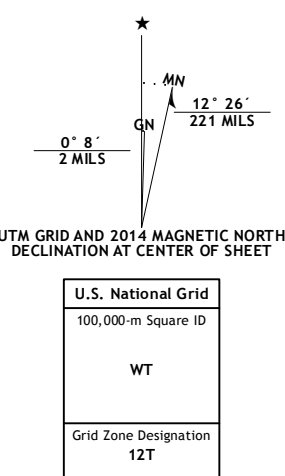 MN
12° 26´
221 MILS
GN
0° 8´
2 MILS
UTM GRID AND 2014 MAGNETIC NORTH
DECLINATION AT CENTER OF SHEET
U.S. National Grid
100,000-m Square ID
WT
Grid Zone Designation
12T